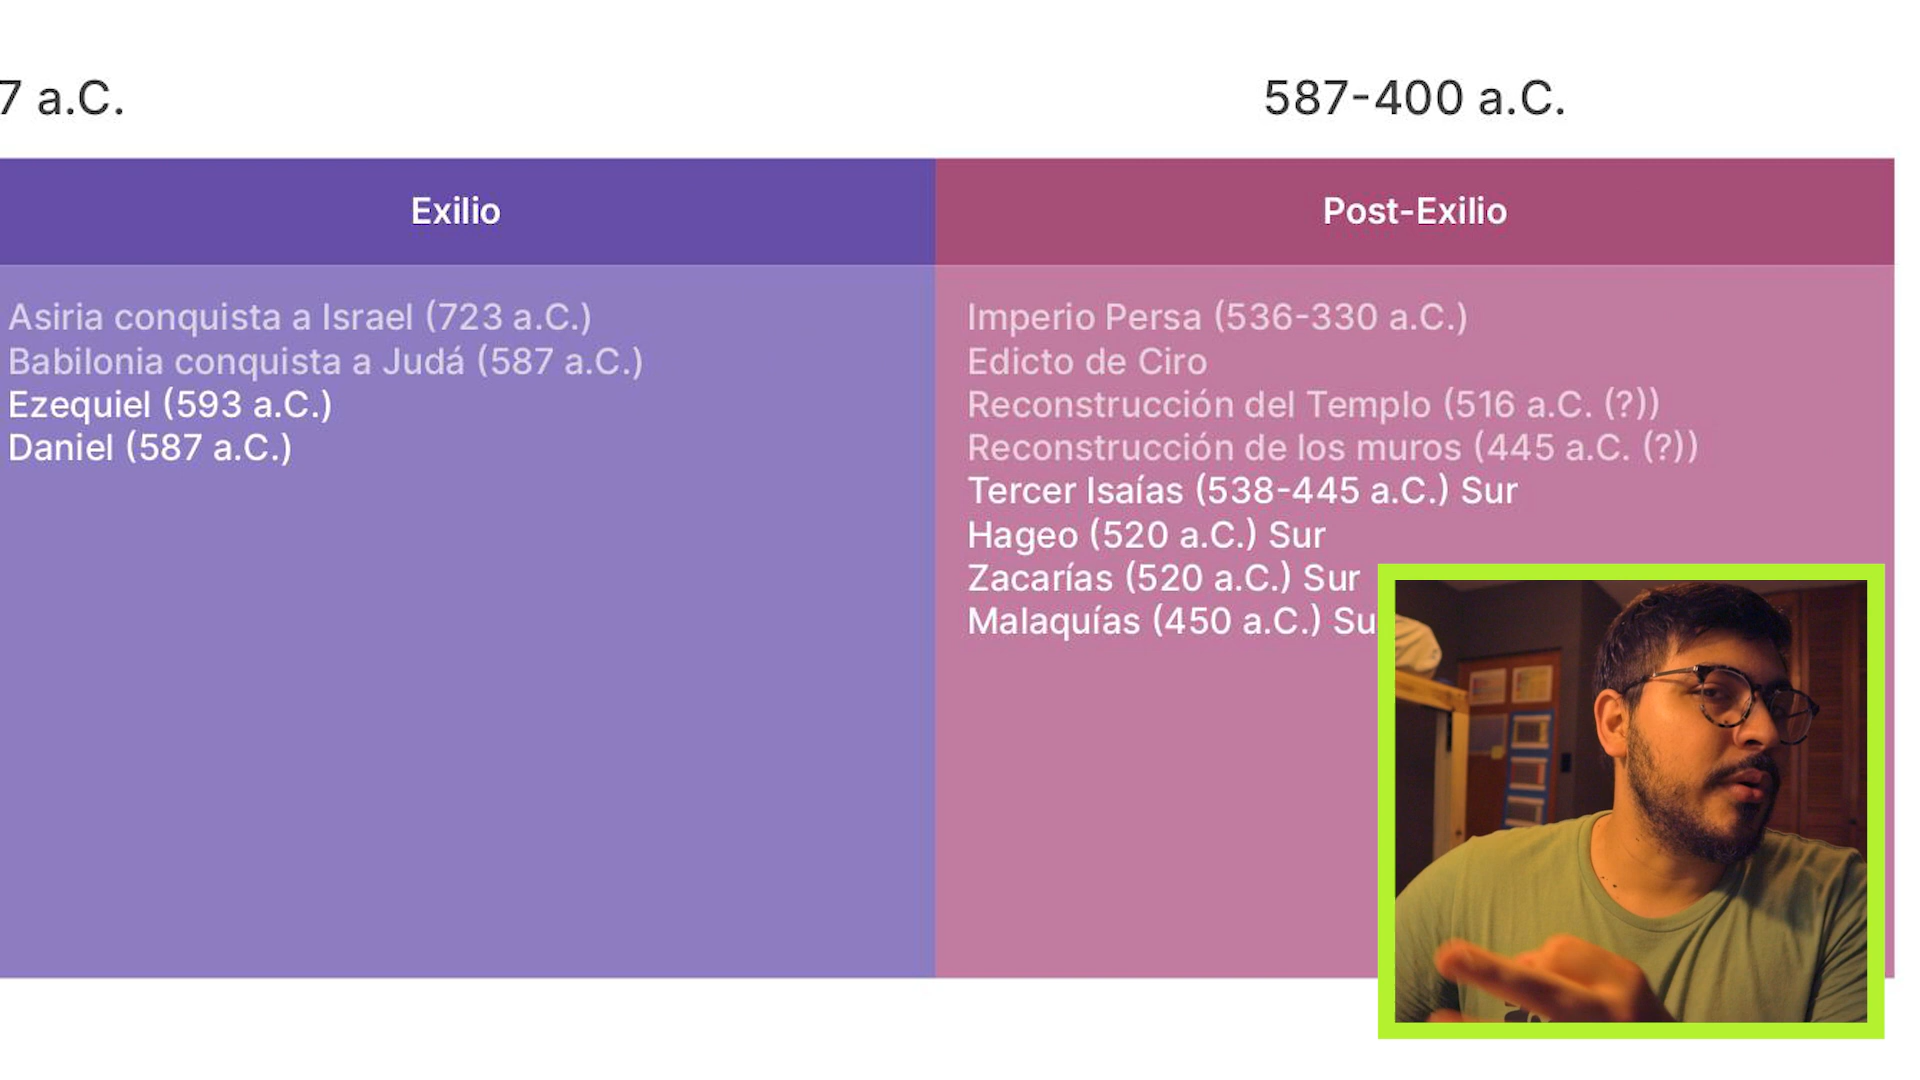 7 a.C.
587-400 a.C.
Exilio
Post-Exilio
Asiria conquista a Israel (723 a.C.)
Babilonia conquista a Judá (587 a.C.)
Ezequiel (593 a.C.)
Daniel (587 a.C.)
Imperio Persa (536-330 a.C.)
Edicto de Ciro
Reconstrucción del Templo (516 a.C. (?))
Reconstrucción de los muros (445 a.C. (?))
Tercer Isaías (538-445 a.C.) Sur
Hageo (520 a.C.) Sur
Zacarías (520 a.C.) Sur
Malaquías (450 a.C.) Su